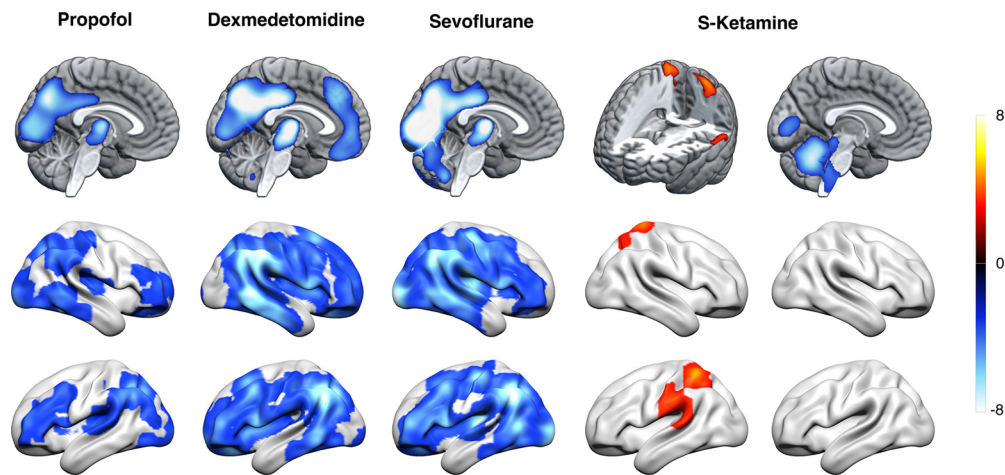 Propofol
Dexmedetomidine
Sevoflurane
S-Ketamine
8
0
-8